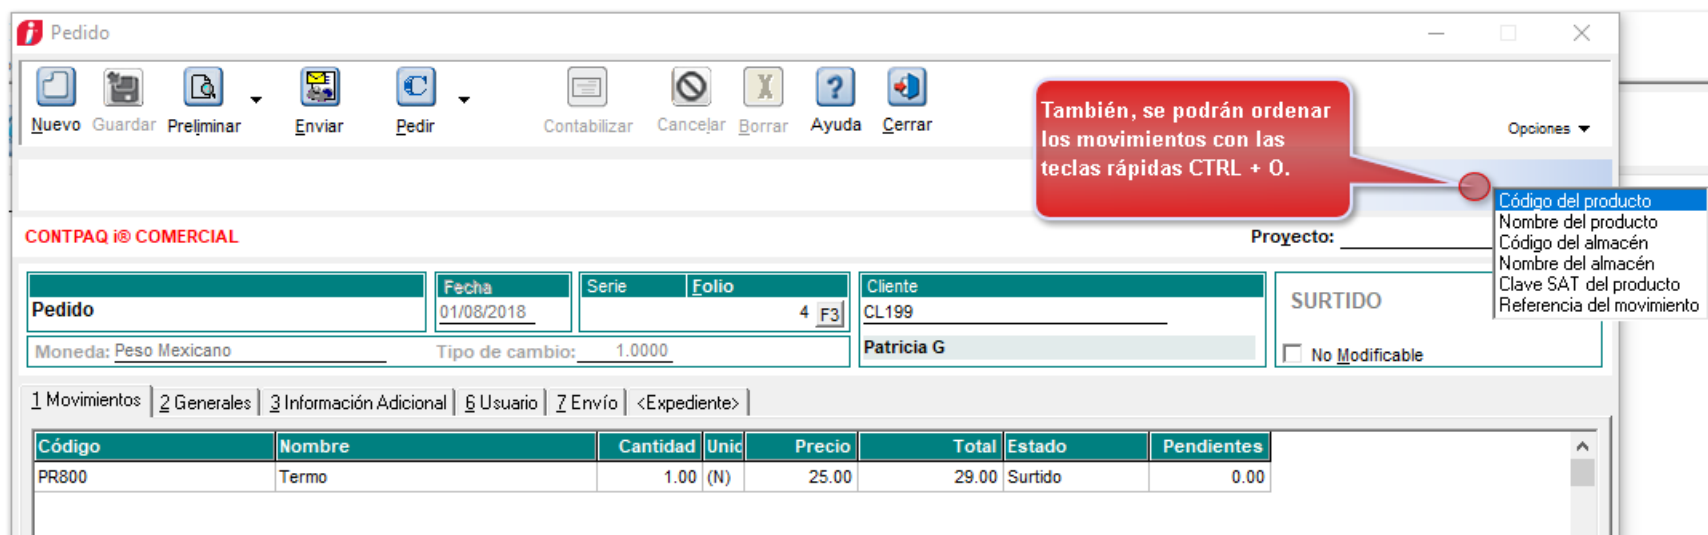 Pedido
Nuevo Guardar Preliminar Enviar Pedir Contabilizar Cancelar Borrar Ayuda Cerrar
También, se podrán ordenar
los movimientos con las
teclas rápidas CTRL + O.
Opciones
Código del producto
Nombre del producto
Código del almacén
Nombre del almacén
Clave SAT del producto
Referencia del movimiento
CONTPAQ i® COMERCIAL
Proyecto:
Fecha Serie Folio Cliente
Pedido 01/08/2018 4 F3 CL199
SURTIDO
Moneda: Peso Mexicano Tipo de cambio: 1.0000 Patricia G
No Modificable
1 Movimientos 2 Generales 3 Información Adicional 6 Usuario 7 Envío <Expediente>
Código Nombre Cantidad Unid Precio Total Estado Pendientes
PR800 Termo 1.00 (N) 25.00 29.00 Surtido 0.00